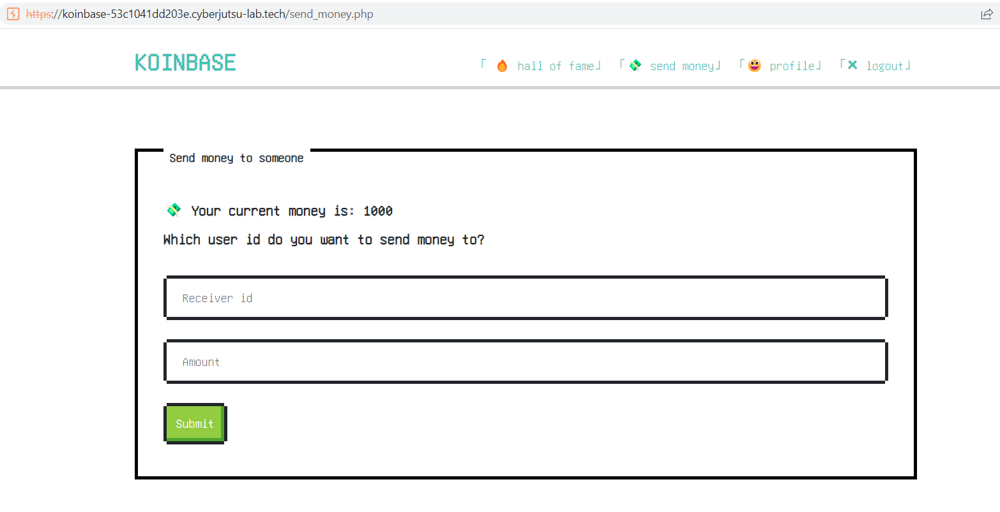 https://koinbase-53c1041dd203e.cyberjutsu-lab.tech/send_money.php
KOINBASE
「 🔥 hall of fame」 「💸 send money」 「😃 profile」 「✖ logout」
Send money to someone
💸 Your current money is: 1000
Which user id do you want to send money to?
Receiver id
Amount
Submit